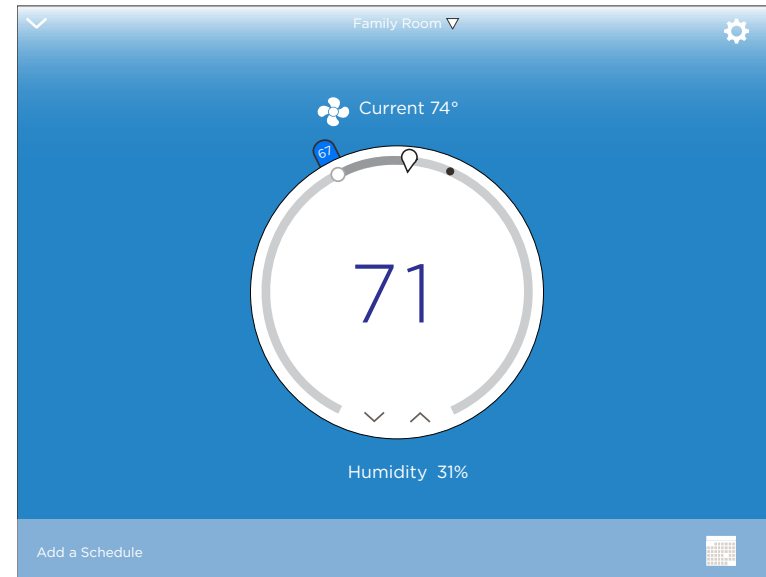 Family Room
Current 74°
67
71
Humidity 31%
Add a Schedule